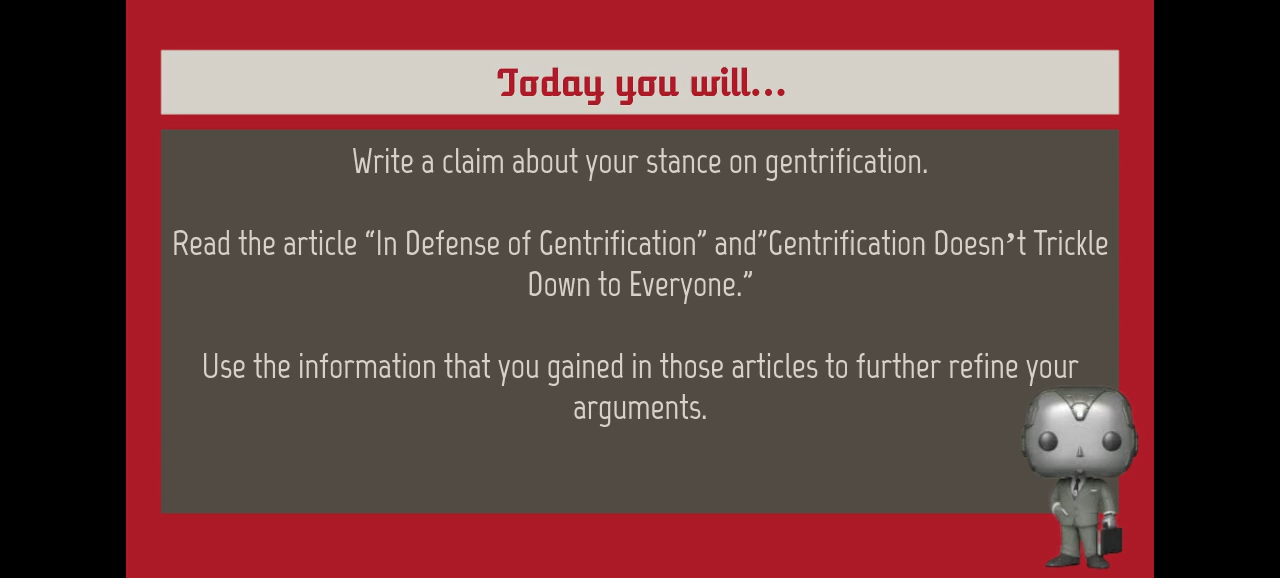 Today you will...
Write a claim about your stance on gentrification.
Read the article “In Defense of Gentrification” and”Gentrification Doesn’t Trickle
Down to Everyone.”
Use the information that you gained in those articles to further refine your
arguments.